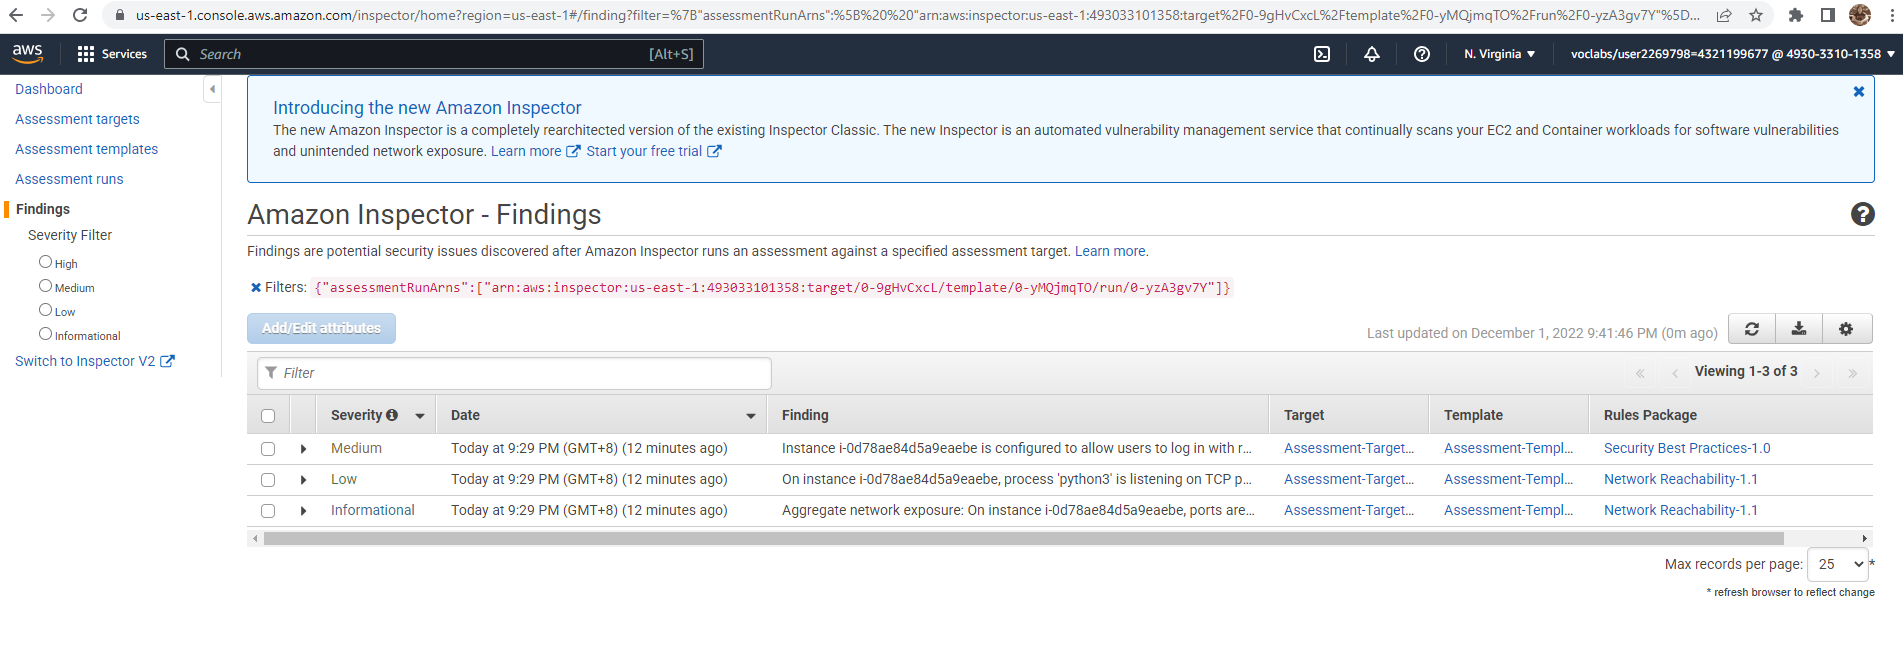 us-east-1.console.aws.amazon.com/inspector/home?region=us-east-1#/finding?filter=%7B"assessmentRunArns":%5B%20%20"arn:aws:inspector:us-east-1:493033101358:target%2F0-9gHvCxcL%2Ftemplate%2F0-yMQjmqTO%2Frun%2F0-yzA3gv7Y"%5D...
aws Services Search [Alt+S] N. Virginia voclabs/user2269798=4321199677 @ 4930-3310-1358
Dashboard
Assessment targets
Assessment templates
Assessment runs
Findings
Severity Filter
High
Medium
Low
Informational
Switch to Inspector V2
Introducing the new Amazon Inspector
The new Amazon Inspector is a completely rearchitected version of the existing Inspector Classic. The new Inspector is an automated vulnerability management service that continually scans your EC2 and Container workloads for software vulnerabilities
and unintended network exposure. Learn more Start your free trial
Amazon Inspector - Findings
Findings are potential security issues discovered after Amazon Inspector runs an assessment against a specified assessment target. Learn more.
Filters: {"assessmentRunArns":["arn:aws:inspector:us-east-1:493033101358:target/0-9gHvCxcL/template/0-yMQjmqTO/run/0-yzA3gv7Y"]}
Add/Edit attributes
Last updated on December 1, 2022 9:41:46 PM (0m ago)
Filter
« ‹ Viewing 1-3 of 3 › »
Severity Date Finding Target Template Rules Package
Medium Today at 9:29 PM (GMT+8) (12 minutes ago) Instance i-0d78ae84d5a9eaebe is configured to allow users to log in with r... Assessment-Target... Assessment-Templ... Security Best Practices-1.0
Low Today at 9:29 PM (GMT+8) (12 minutes ago) On instance i-0d78ae84d5a9eaebe, process 'python3' is listening on TCP p... Assessment-Target... Assessment-Templ... Network Reachability-1.1
Informational Today at 9:29 PM (GMT+8) (12 minutes ago) Aggregate network exposure: On instance i-0d78ae84d5a9eaebe, ports are... Assessment-Target... Assessment-Templ... Network Reachability-1.1
Max records per page: 25 *
* refresh browser to reflect change